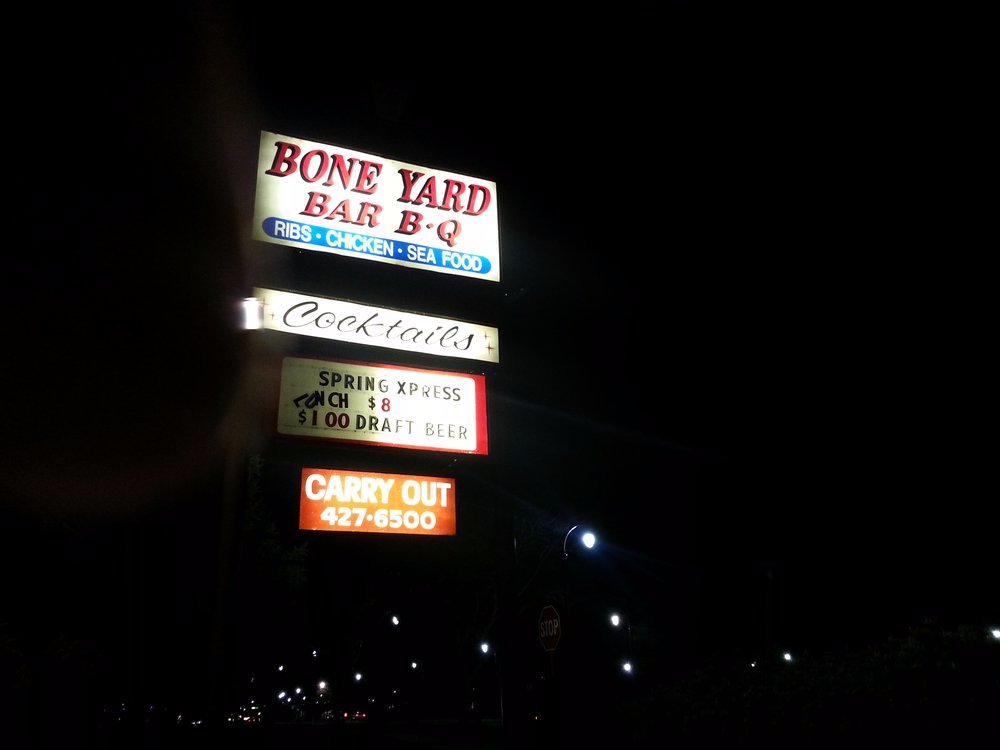 BONE YARD
BAR B·Q
RIBS · CHICKEN · SEA FOOD
Cocktails
SPRING XPRESS
LUNCH $8
$1 00 DRAFT BEER
CARRY OUT
427·6500
STOP